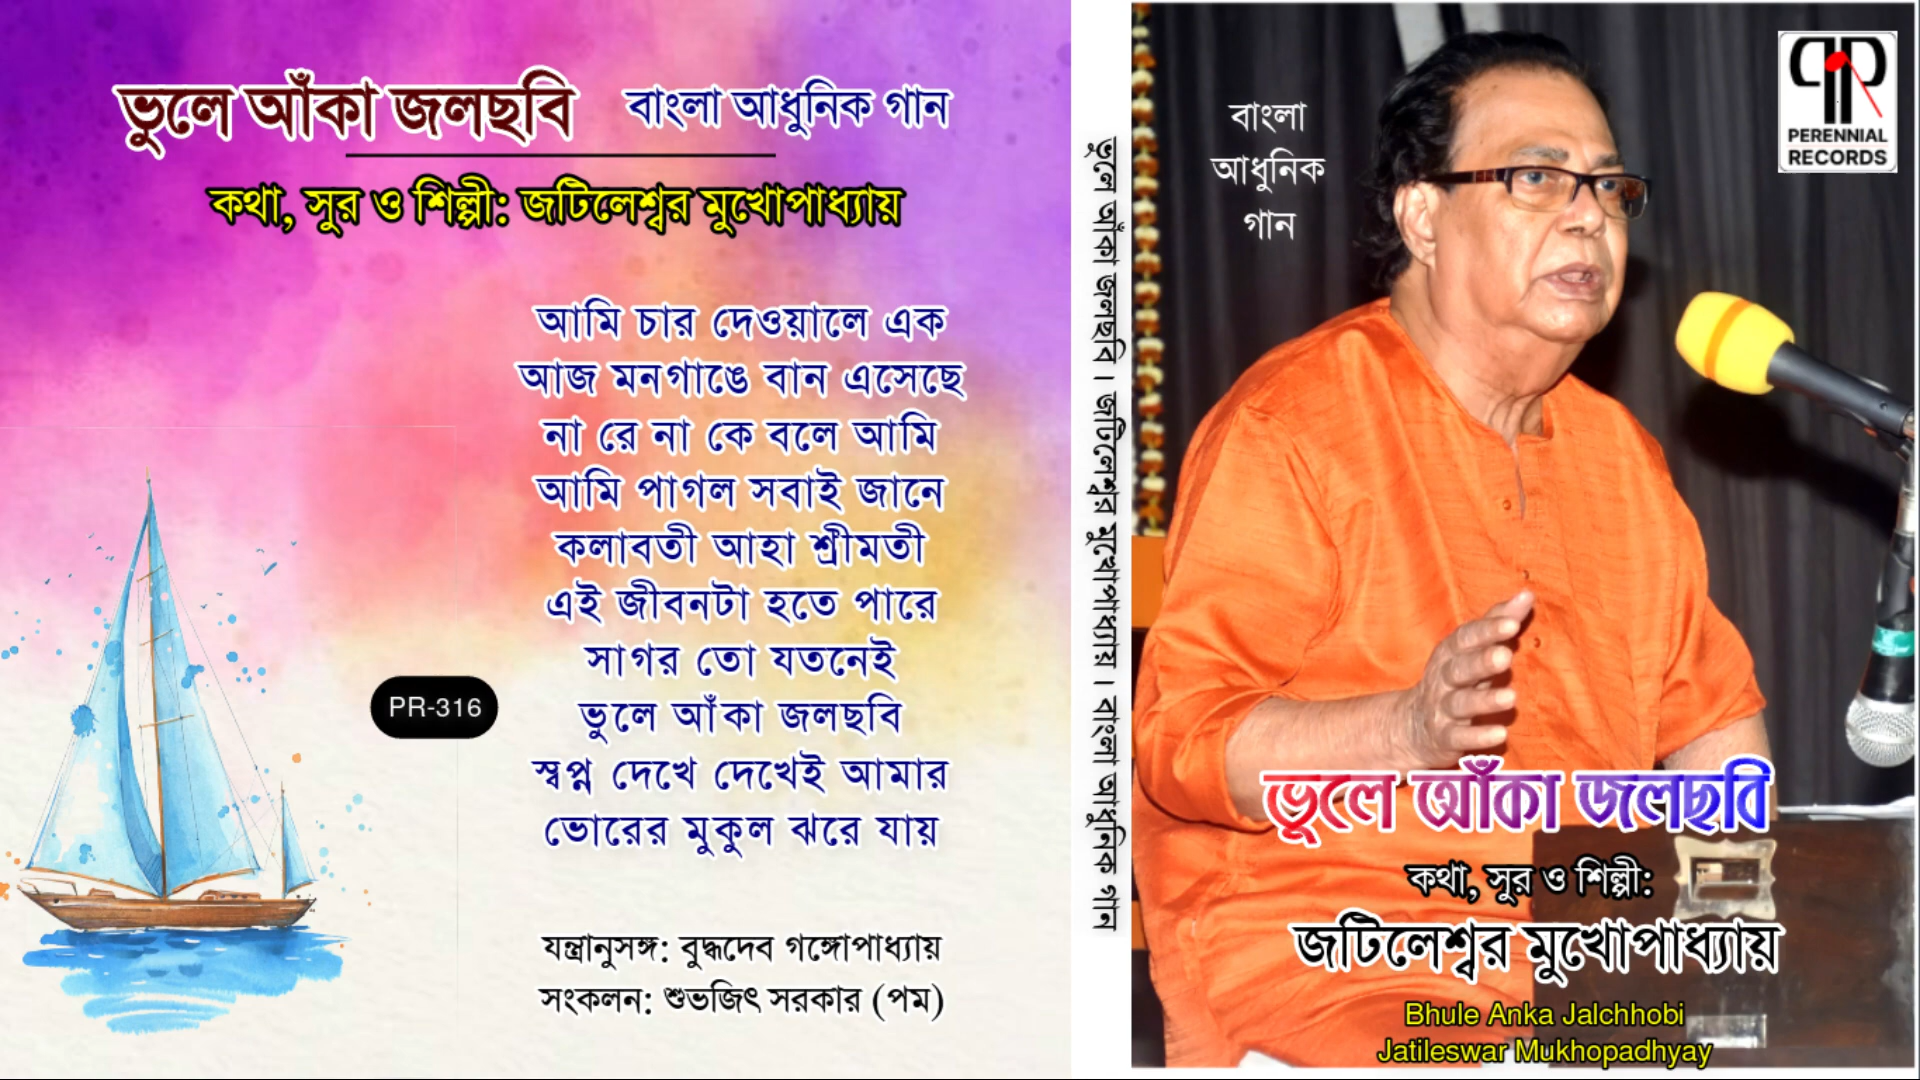 ভুলে আঁকা জলছবি বাংলা আধুনিক গান
কথা, সুর ও শিল্পী: জটিলেশ্বর মুখোপাধ্যায়
আমি চার দেওয়ালে এক
আজ মনগাঙে বান এসেছে
না রে না কে বলে আমি
আমি পাগল সবাই জানে
কলাবতী আহা শ্রীমতী
এই জীবনটা হতে পারে
সাগর তো যতনেই
ভুলে আঁকা জলছবি
স্বপ্ন দেখে দেখেই আমার
ভোরের মুকুল ঝরে যায়
PR-316
যন্ত্রানুসঙ্গ: বুদ্ধদেব গঙ্গোপাধ্যায়
সংকলন: শুভজিৎ সরকার (পম)
ভুলে আঁকা জলছবি । জটিলেশ্বর মুখোপাধ্যায় । বাংলা আধুনিক গান
বাংলা
আধুনিক
গান
PERENNIAL
RECORDS
ভুলে আঁকা জলছবি
কথা, সুর ও শিল্পী:
জটিলেশ্বর মুখোপাধ্যায়
Bhule Anka Jalchhobi
Jatileswar Mukhopadhyay